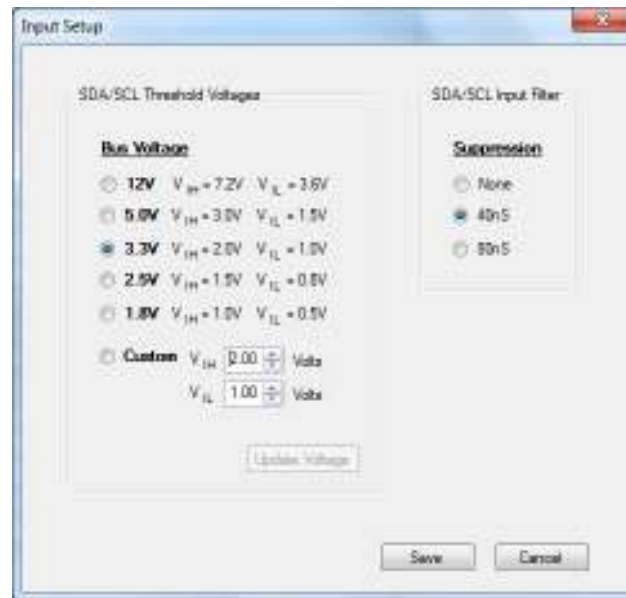 Input Setup
SDA/SCL Threshold Voltages
Bus Voltage
12V V IH = 7.2V V IL = 3.6V
5.0V V IH = 3.0V V IL = 1.5V
3.3V V IH = 2.0V V IL = 1.0V
2.5V V IH = 1.5V V IL = 0.8V
1.8V V IH = 1.0V V IL = 0.5V
Custom V IH 2.00 Volts
V IL 1.00 Volts
Update Voltage
SDA/SCL Input Filter
Suppression
None
40nS
80nS
Save Cancel